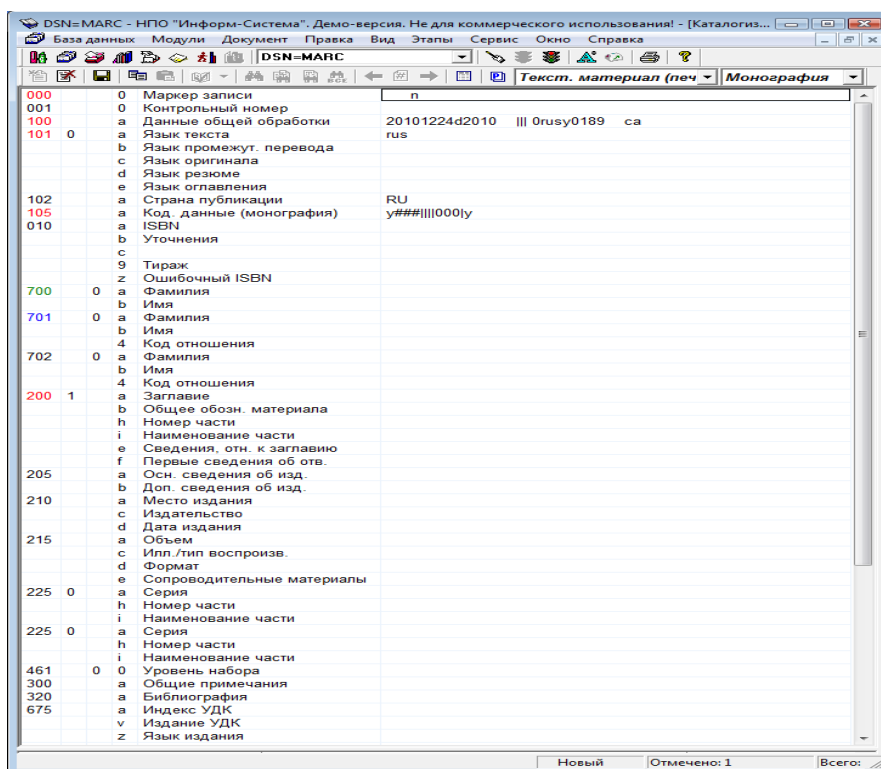 DSN=MARC - НПО "Информ-Система". Демо-версия. Не для коммерческого использования! - [Каталогиз...
База данных Модули Документ Правка Вид Этапы Сервис Окно Справка
DSN=MARC
Текст. материал (печ Монография
000 0 Маркер записи n
001 0 Контрольный номер
100 a Данные общей обработки 20101224d2010 ||| 0rusy0189 ca
101 0 a Язык текста rus
b Язык промежут. перевода
c Язык оригинала
d Язык резюме
e Язык оглавления
102 a Страна публикации RU
105 a Код. данные (монография) y###||||000|y
010 a ISBN
b Уточнения
c
9 Тираж
z Ошибочный ISBN
700 0 a Фамилия
b Имя
701 0 a Фамилия
b Имя
4 Код отношения
702 0 a Фамилия
b Имя
4 Код отношения
200 1 a Заглавие
b Общее обозн. материала
h Номер части
i Наименование части
e Сведения, отн. к заглавию
f Первые сведения об отв.
205 a Осн. сведения об изд.
b Доп. сведения об изд.
210 a Место издания
c Издательство
d Дата издания
215 a Объем
c Илл./тип воспроизв.
d Формат
e Сопроводительные материалы
225 0 a Серия
h Номер части
i Наименование части
225 0 a Серия
h Номер части
i Наименование части
461 0 0 Уровень набора
300 a Общие примечания
320 a Библиография
675 a Индекс УДК
v Издание УДК
z Язык издания
Новый Отмечено: 1 Всего: